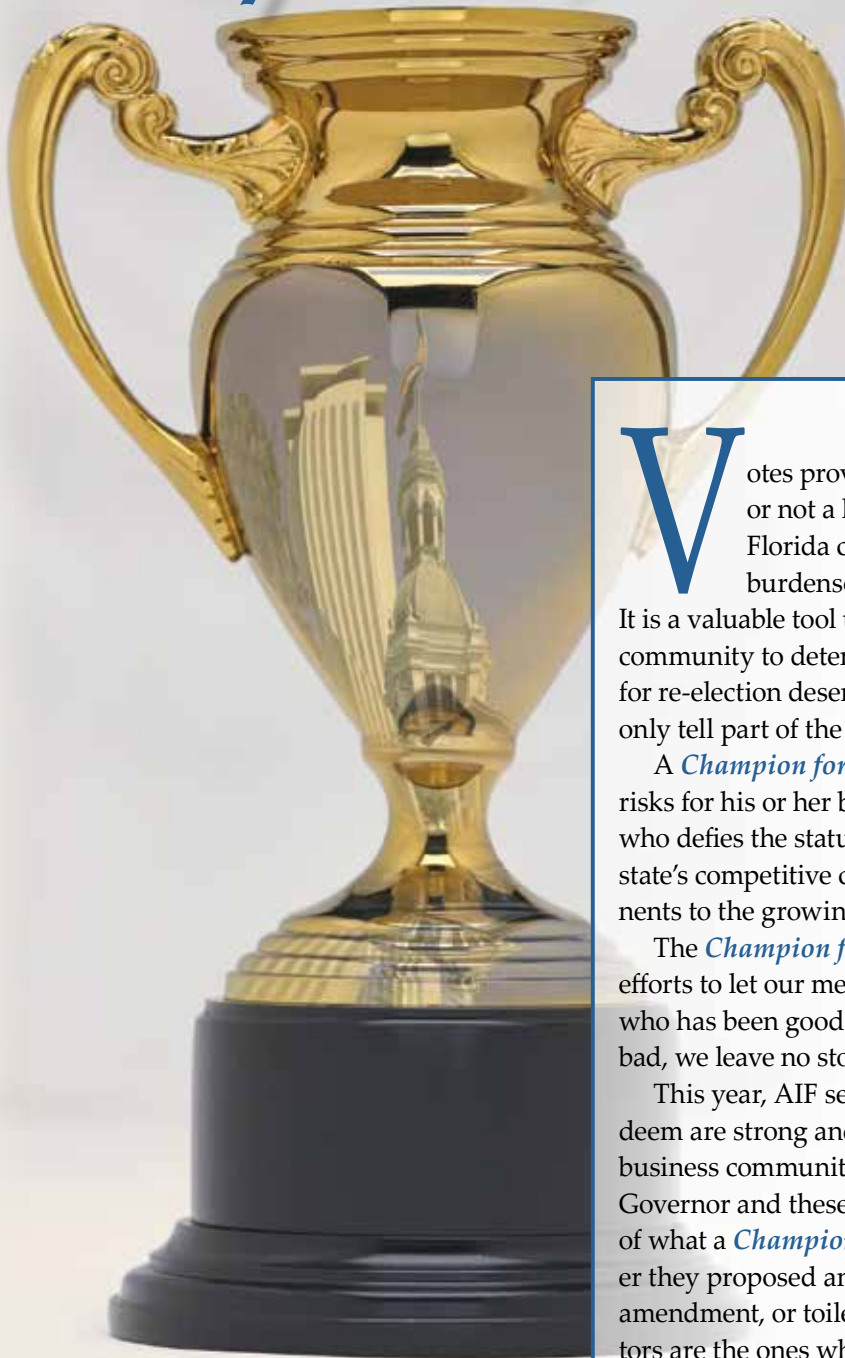 Votes prov
or not a l
Florida c
burdens
It is a valuable tool
community to deter
for re-election deser
only tell part of the
A Champion for
risks for his or her b
who defies the statu
state's competitive c
nents to the growin
The Champion f
efforts to let our me
who has been good
bad, we leave no sto
This year, AIF se
deem are strong and
business communit
Governor and these
of what a Champion
er they proposed an
amendment, or toile
tors are the ones wh